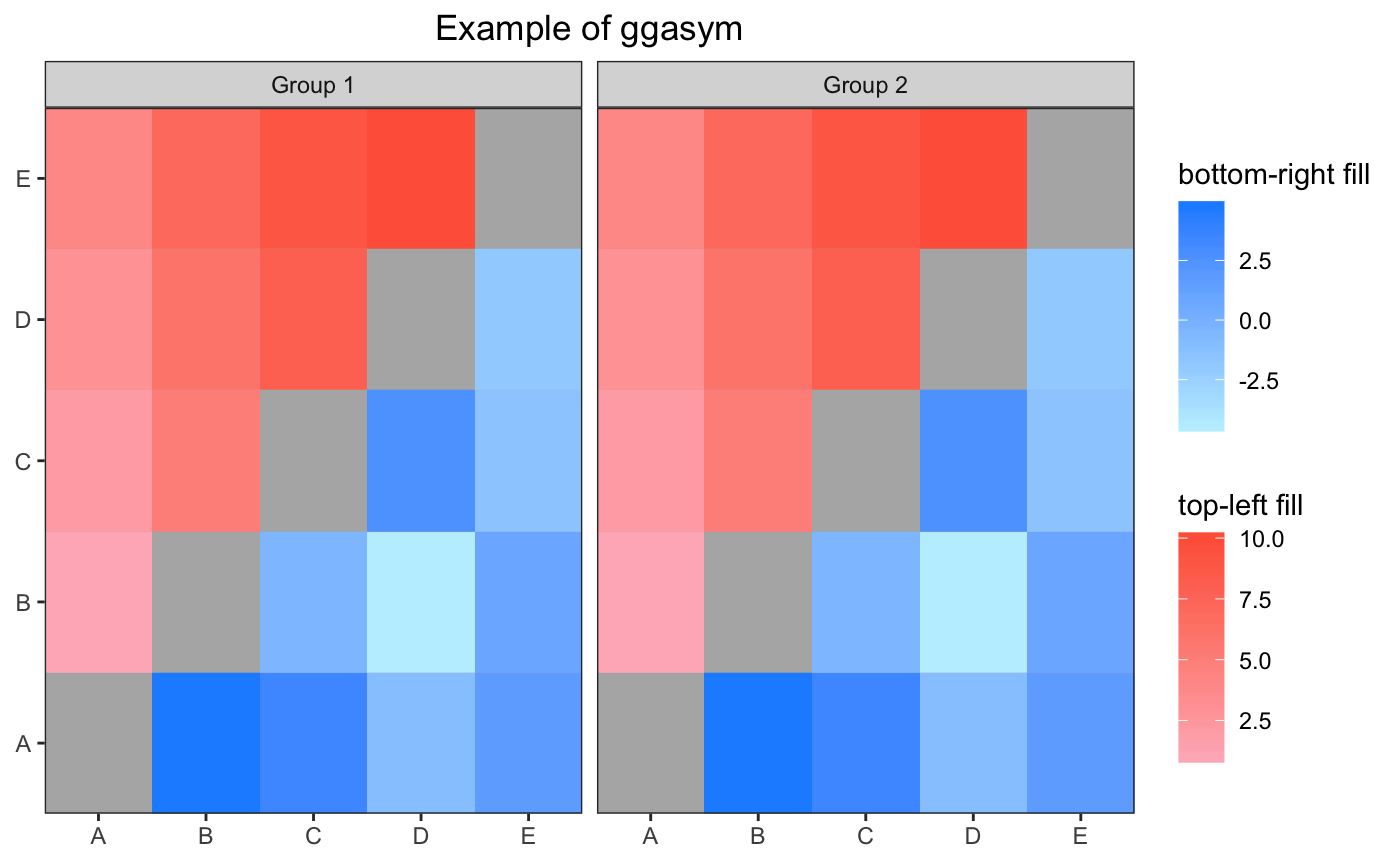 Example of ggasym
Group 1
Group 2
E
D
C
B
A
A B C D E
A B C D E
bottom-right fill
2.5
0.0
-2.5
top-left fill
10.0
7.5
5.0
2.5